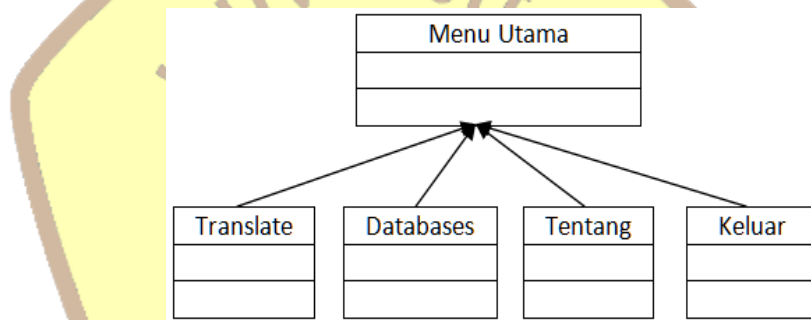 Menu Utama
Translate
Databases
Tentang
Keluar